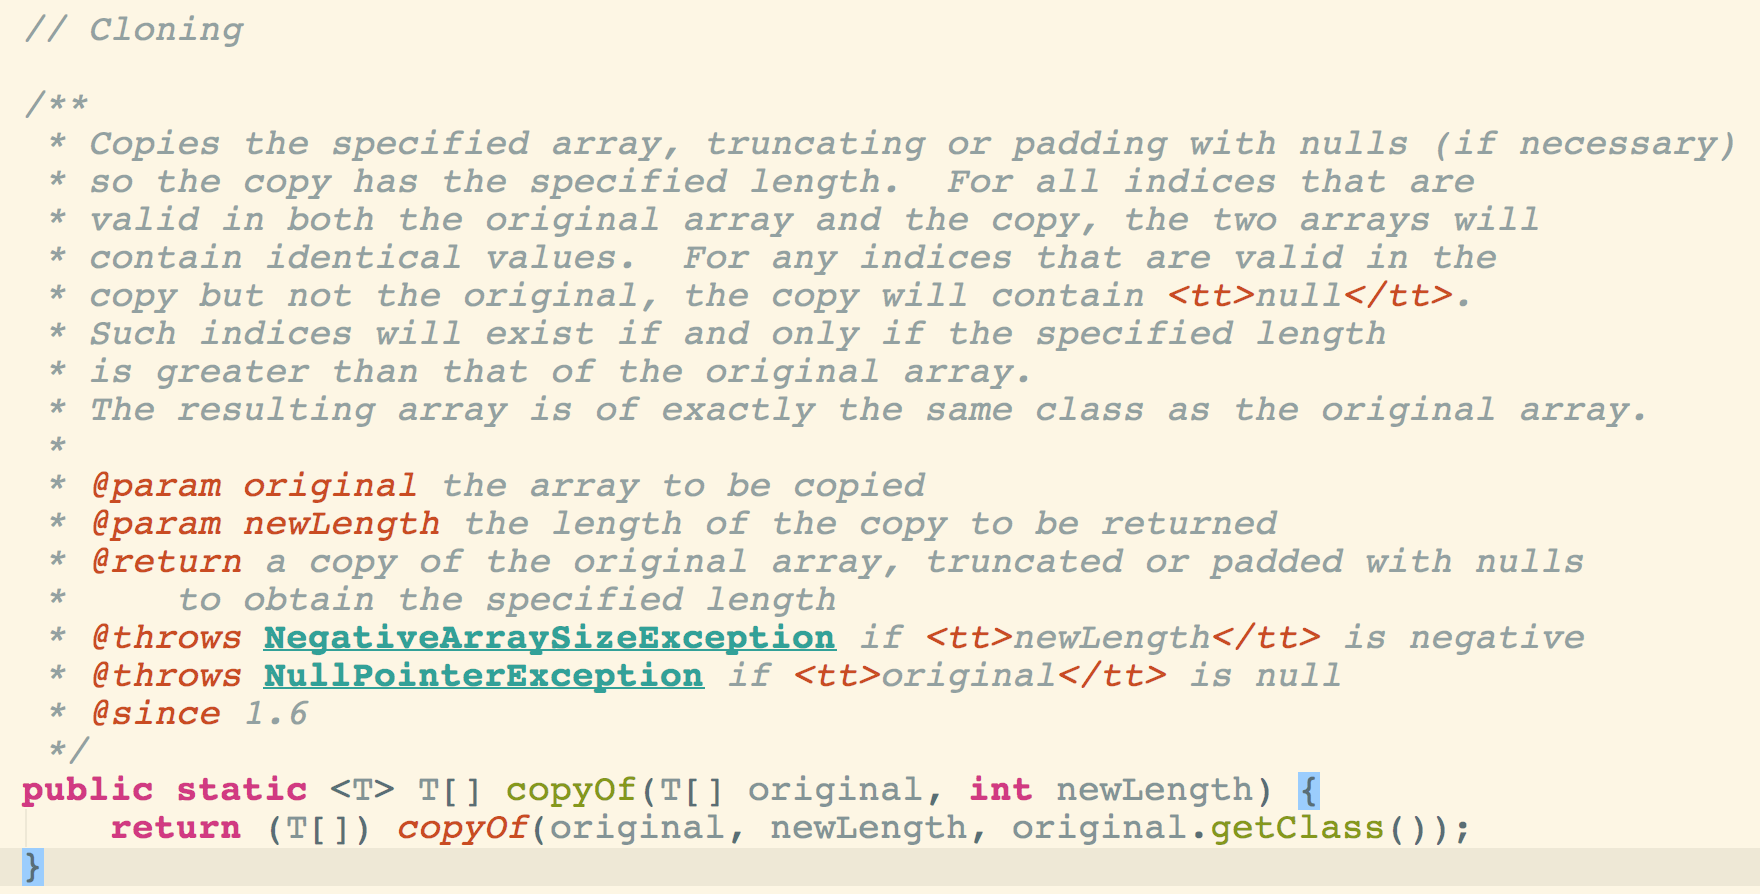 // Cloning
/**
* Copies the specified array, truncating or padding with nulls (if necessary)
* so the copy has the specified length.  For all indices that are
* valid in both the original array and the copy, the two arrays will
* contain identical values.  For any indices that are valid in the
* copy but not the original, the copy will contain <tt>null</tt>.
* Such indices will exist if and only if the specified length
* is greater than that of the original array.
* The resulting array is of exactly the same class as the original array.
*
* @param original the array to be copied
* @param newLength the length of the copy to be returned
* @return a copy of the original array, truncated or padded with nulls
*     to obtain the specified length
* @throws NegativeArraySizeException if <tt>newLength</tt> is negative
* @throws NullPointerException if <tt>original</tt> is null
* @since 1.6
*/
public static <T> T[] copyOf(T[] original, int newLength) {
    return (T[]) copyOf(original, newLength, original.getClass());
}